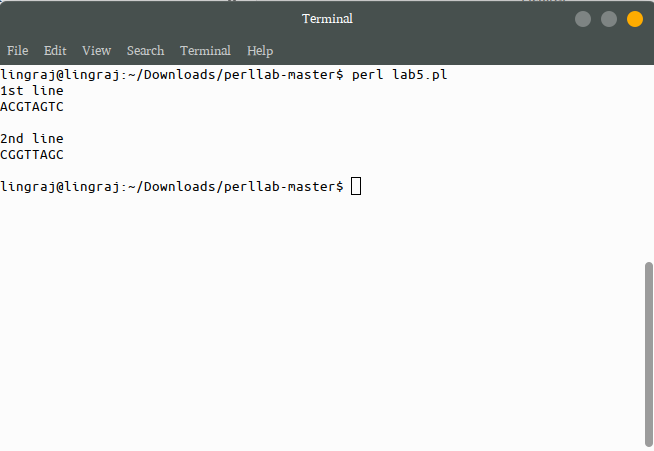 Terminal
File Edit View Search Terminal Help
lingraj@lingraj:~/Downloads/perllab-master$ perl lab5.pl
1st line
ACGTAGTC
2nd line
CGGTTAGC
lingraj@lingraj:~/Downloads/perllab-master$